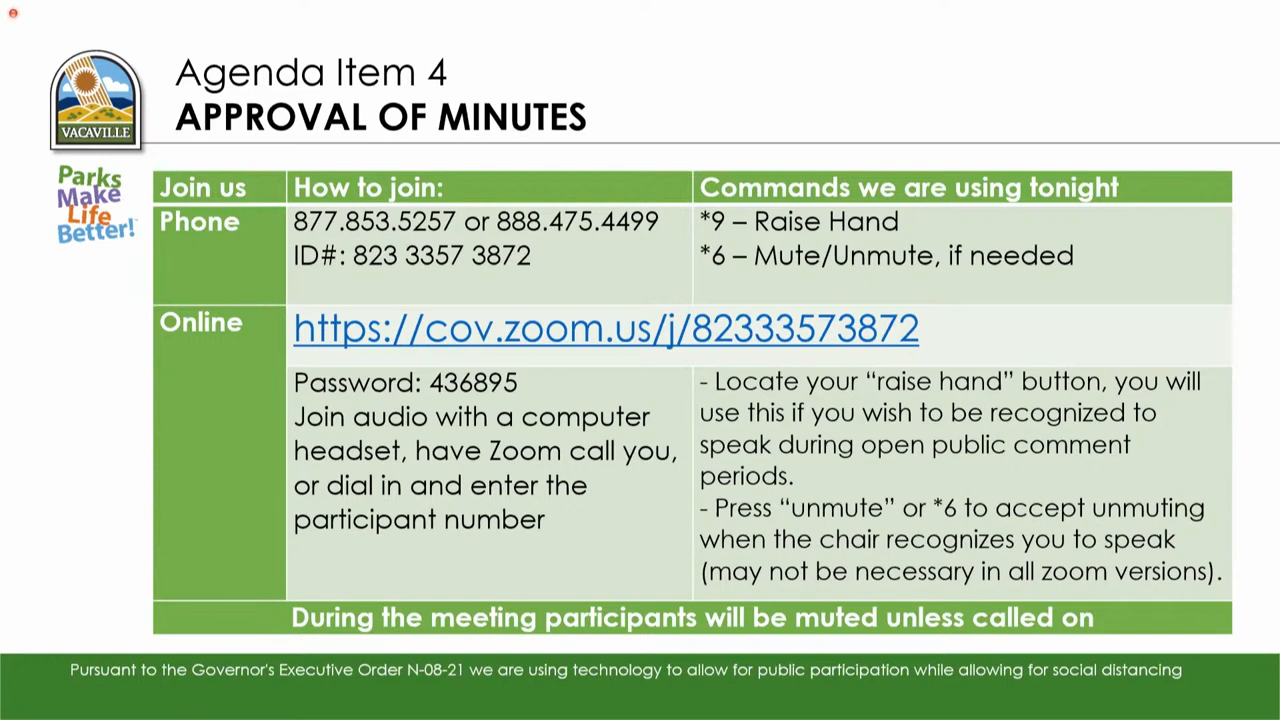 Agenda Item 4
APPROVAL OF MINUTES
VACAVILLE
Parks
Make
Life
Better!
Join us
How to join:
Commands we are using tonight
Phone
877.853.5257 or 888.475.4499
ID#: 823 3357 3872
*9 – Raise Hand
*6 – Mute/Unmute, if needed
Online
https://cov.zoom.us/j/82333573872
Password: 436895
Join audio with a computer
headset, have Zoom call you,
or dial in and enter the
participant number
- Locate your “raise hand” button, you will
use this if you wish to be recognized to
speak during open public comment
periods.
- Press “unmute” or *6 to accept unmuting
when the chair recognizes you to speak
(may not be necessary in all zoom versions).
During the meeting participants will be muted unless called on
Pursuant to the Governor's Executive Order N-08-21 we are using technology to allow for public participation while allowing for social distancing